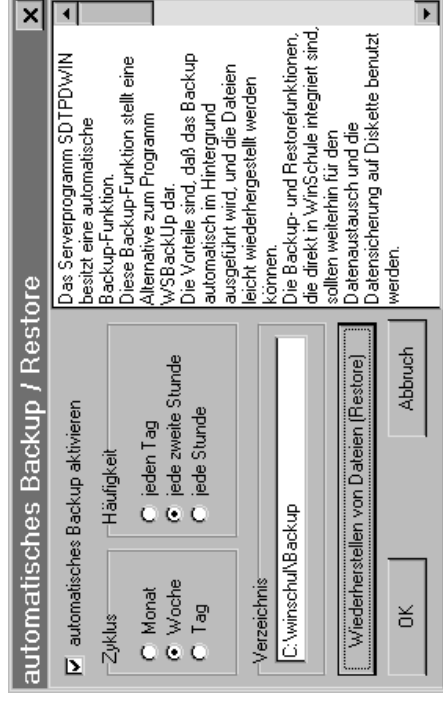 automatisches Backup / Restore
automatisches Backup aktivieren
Zyklus
Monat
Woche
Tag
Häufigkeit
jeden Tag
jede zweite Stunde
jede Stunde
Verzeichnis
C:\winschul\Backup
Wiederherstellen von Dateien (Restore)
OK
Abbruch
Das Serverprogramm SDTPDWIN
besitzt eine automatische
Backup-Funktion.
Diese Backup-Funktion stellt eine
Alternative zum Programm
WSBackUp dar.
Die Vorteile sind, daß das Backup
automatisch im Hintergrund
ausgeführt wird, und die Dateien
leicht wiederhergestellt werden
können.
Die Backup- und Restorefunktionen,
die direkt in WinSchule integriert sind,
sollten weiterhin für den
Datenaustausch und die
Datensicherung auf Diskette benutzt
werden.